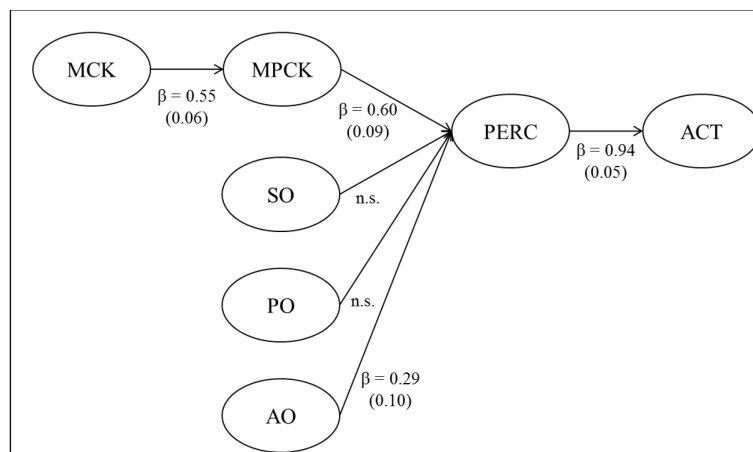 MCK
MPCK
β = 0.55
(0.06)
β = 0.60
(0.09)
PERC
ACT
β = 0.94
(0.05)
SO
n.s.
PO
n.s.
AO
β = 0.29
(0.10)